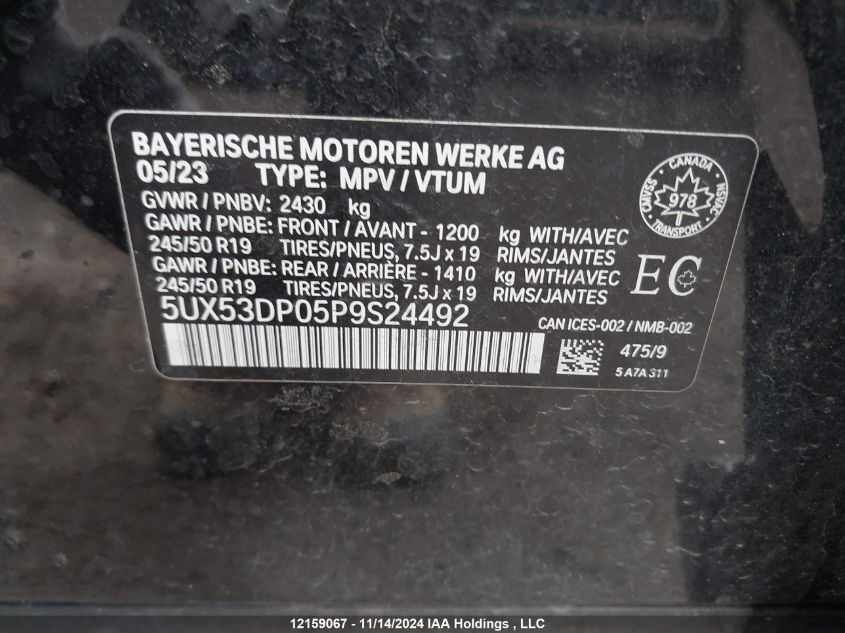 BAYERISCHE MOTOREN WERKE AG
05/23 TYPE: MPV / VTUM
GVWR / PNBV: 2430 kg
GAWR / PNBE: FRONT / AVANT - 1200 kg WITH/AVEC
245/50 R19 TIRES/PNEUS, 7.5J x 19 RIMS/JANTES
GAWR / PNBE: REAR / ARRIÈRE - 1410 kg WITH/AVEC
245/50 R19 TIRES/PNEUS, 7.5J x 19 RIMS/JANTES
5UX53DP05P9S24492
CANADA
978
TRANSPORT
NSVAC
SSVAMVC
EC
CAN ICES-002 / NMB-002
475/9
5 A7A 311
12159067 - 11/14/2024 IAA Holdings , LLC